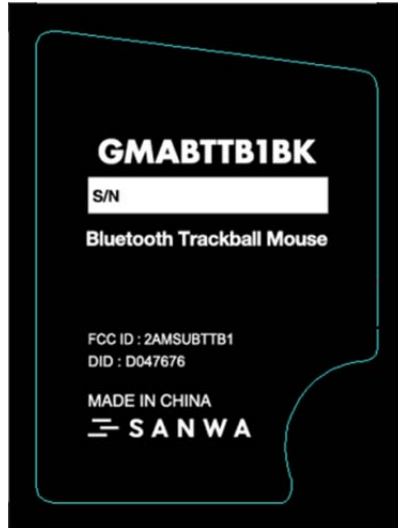 GMABTTB1BK
S/N
Bluetooth Trackball Mouse
FCC ID : 2AMSUBTTB1
DID : D047676
MADE IN CHINA
SANWA